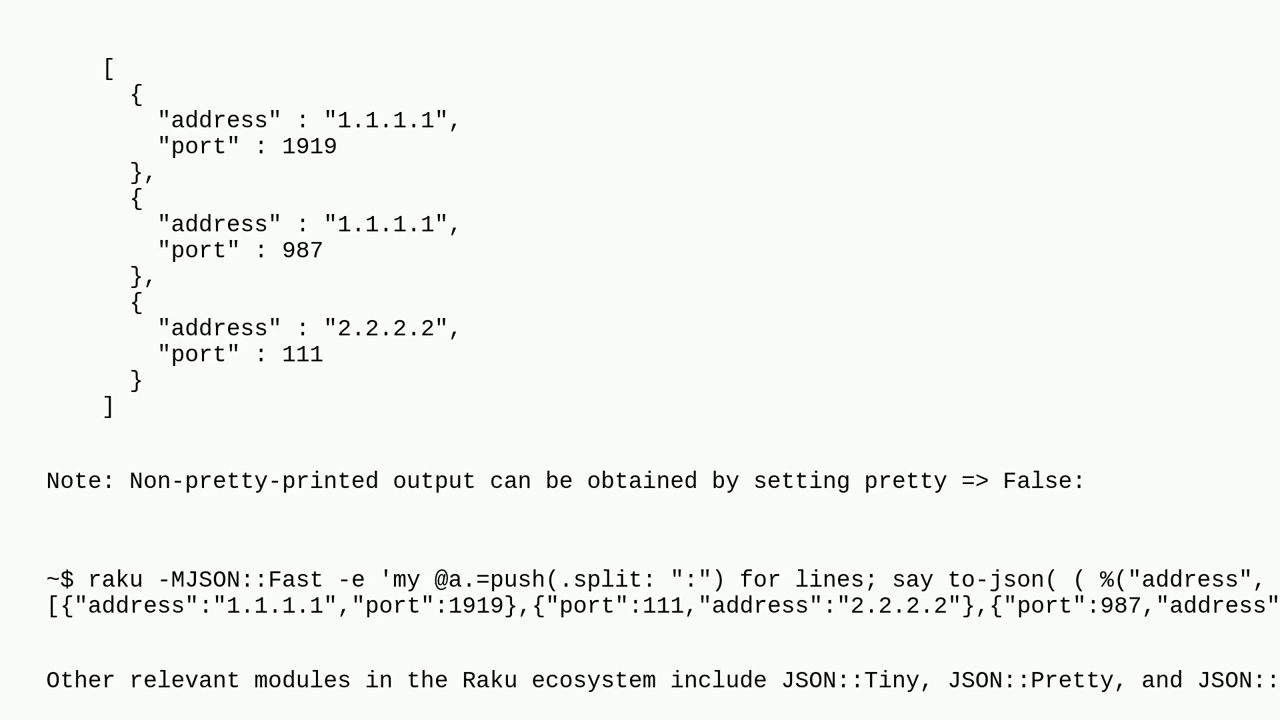 [
{
"address" : "1.1.1.1",
"port" : 1919
},
{
"address" : "1.1.1.1",
"port" : 987
},
{
"address" : "2.2.2.2",
"port" : 111
}
]
Note: Non-pretty-printed output can be obtained by setting pretty => False:
~$ raku -MJSON::Fast -e 'my @a.=push(.split: ":") for lines; say to-json( ( %("address",
[{"address":"1.1.1.1","port":1919},{"port":111,"address":"2.2.2.2"},{"port":987,"address"
Other relevant modules in the Raku ecosystem include JSON::Tiny, JSON::Pretty, and JSON::